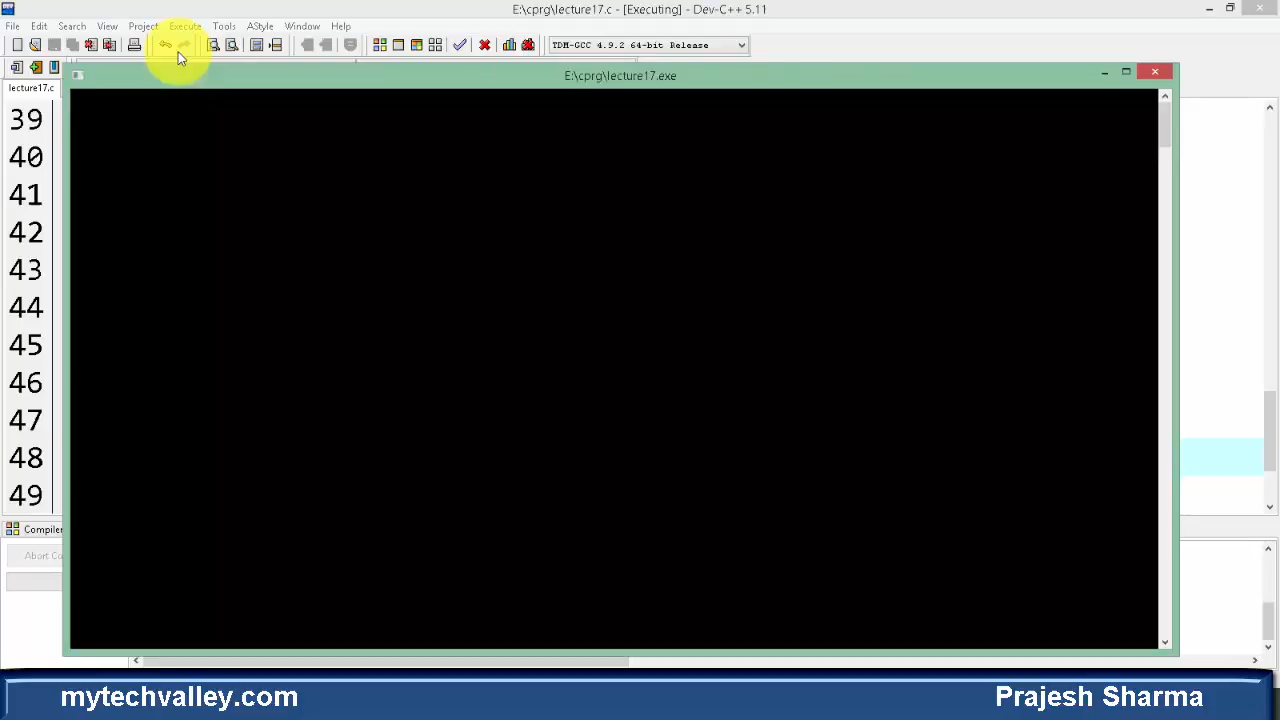 E:\cprg\lecture17.c - [Executing] - Dev-C++ 5.11
File Edit Search View Project Execute Tools AStyle Window Help
TDM-GCC 4.9.2 64-bit Release
E:\cprg\lecture17.exe
lecture17.c
39
40
41
42
43
44
45
46
47
48
49
Compiler
Abort Co
mytechvalley.com
Prajesh Sharma